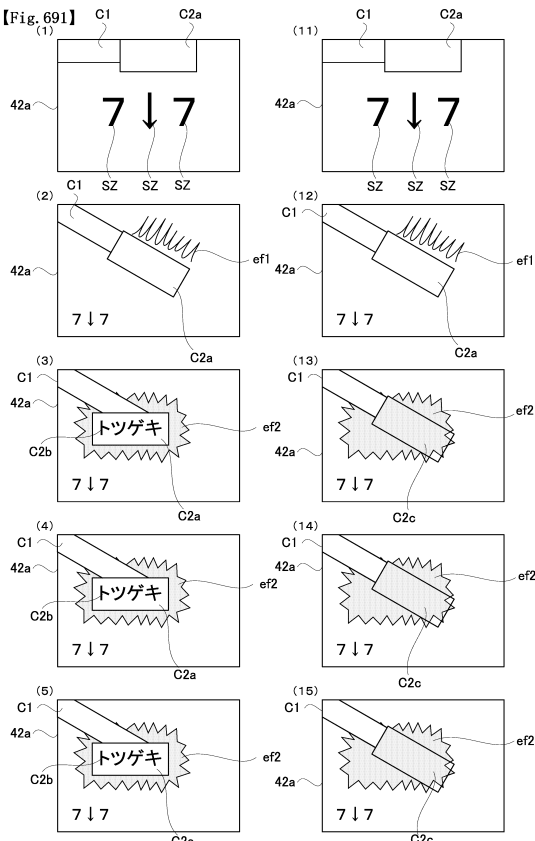 【Fig. 691】
(1)
C1
C2a
42a
7 ↓ 7
SZ SZ SZ
(11)
C1
C2a
42a
7 ↓ 7
SZ SZ SZ
(2)
C1
42a
ef1
7↓7
C2a
(12)
C1
42a
ef1
7↓7
C2a
(3)
C1
42a
トツゲキ
ef2
C2b
7↓7
C2a
(13)
C1
ef2
42a
7↓7
C2c
(4)
C1
42a
トツゲキ
ef2
C2b
7↓7
C2a
(14)
C1
42a
ef2
7↓7
C2c
(5)
C1
42a
トツゲキ
ef2
C2b
7↓7
C2a
(15)
C1
ef2
42a
7↓7
C2c